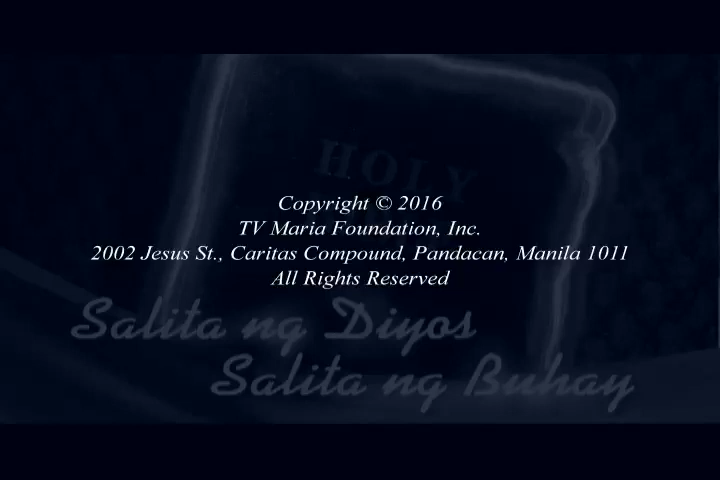 HOLY
Copyright © 2016
TV Maria Foundation, Inc.
2002 Jesus St., Caritas Compound, Pandacan, Manila 1011
All Rights Reserved
Salita ng Diyos
Salita ng Buhay